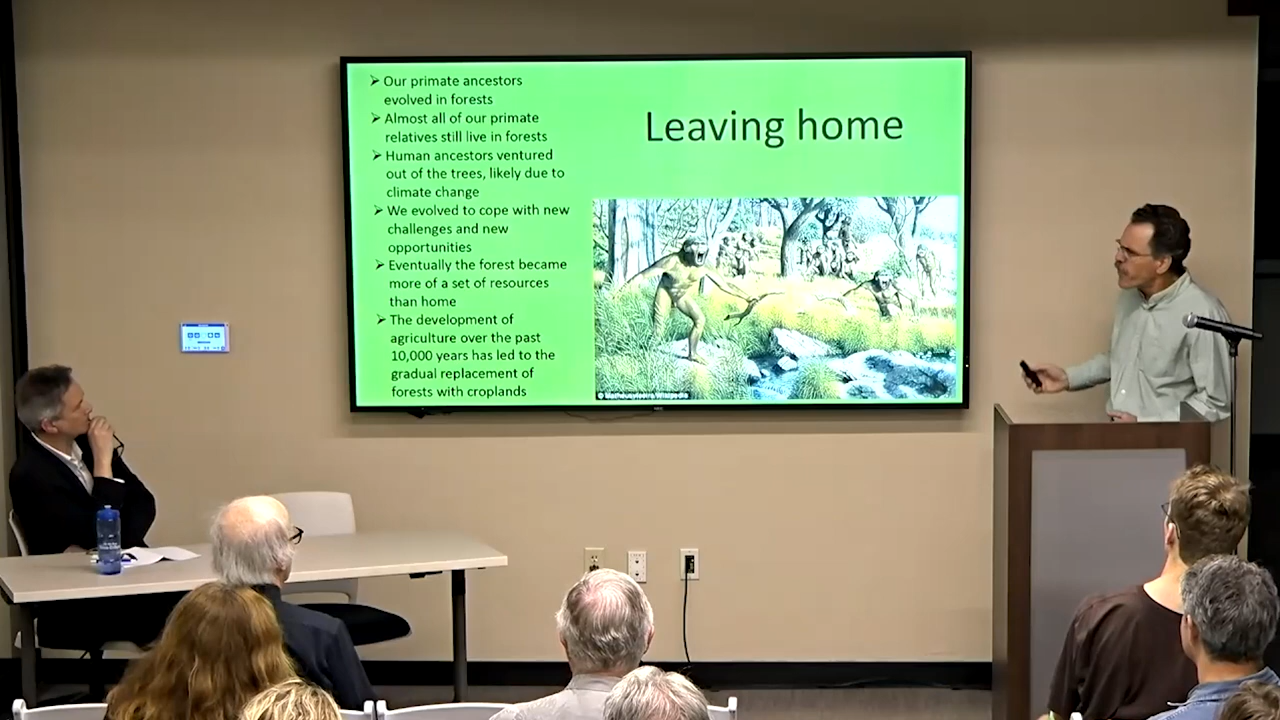 ➢ Our primate ancestors
evolved in forests
➢ Almost all of our primate
relatives still live in forests
➢ Human ancestors ventured
out of the trees, likely due to
climate change
➢ We evolved to cope with new
challenges and new
opportunities
➢ Eventually the forest became
more of a set of resources
than home
➢ The development of
agriculture over the past
10,000 years has led to the
gradual replacement of
forests with croplands
Leaving home